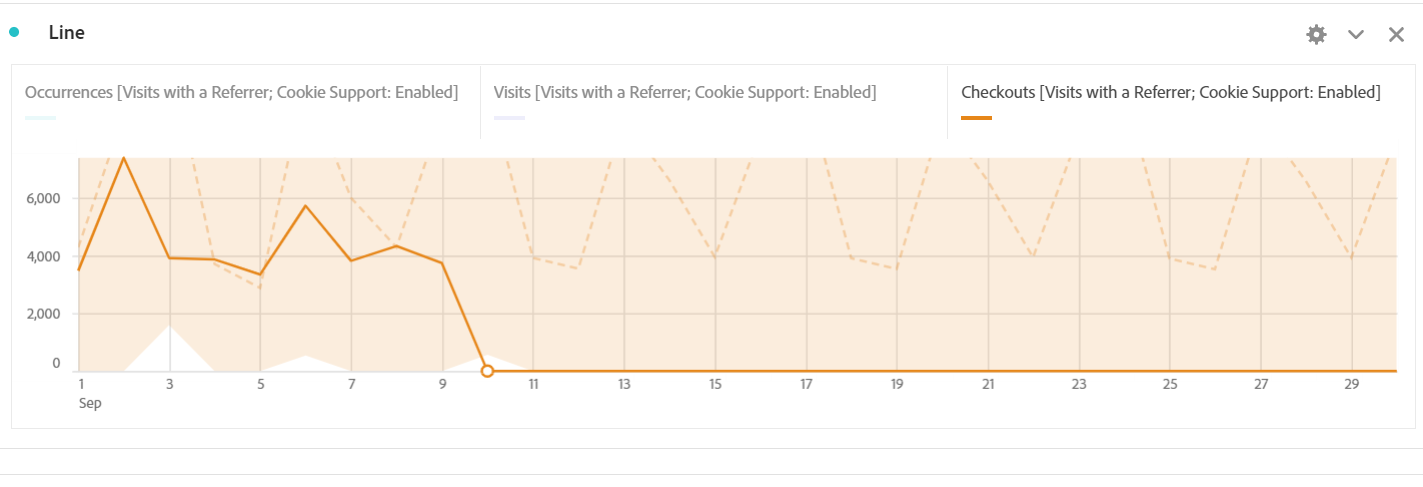 Line
Occurrences [Visits with a Referrer; Cookie Support: Enabled]
Visits [Visits with a Referrer; Cookie Support: Enabled]
Checkouts [Visits with a Referrer; Cookie Support: Enabled]
6,000
4,000
2,000
0
1 3 5 7 9 11 13 15 17 19 21 23 25 27 29
Sep